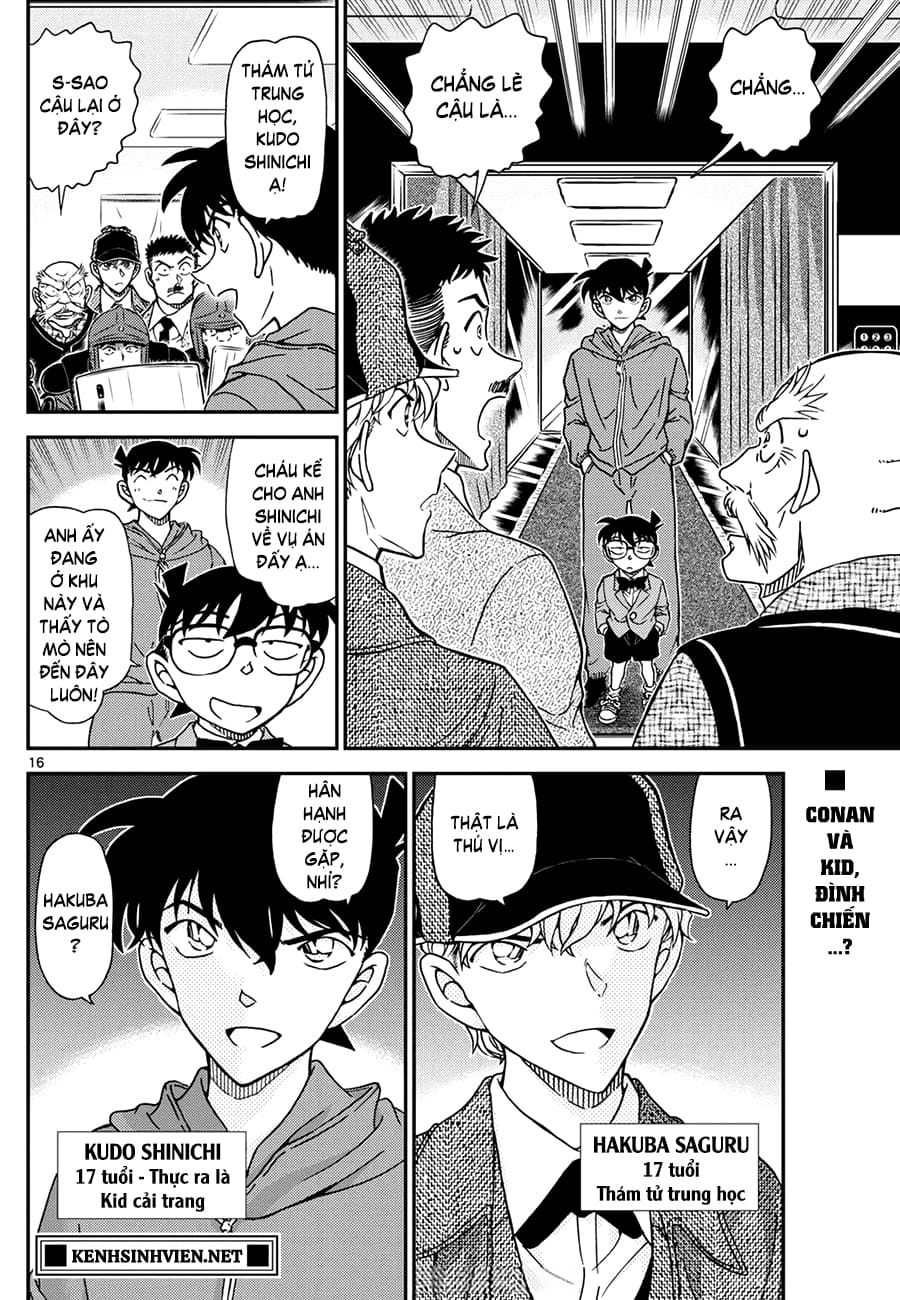 CHẲNG...
CHẲNG LẼ
CẬU LÀ...
THÁM TỬ
TRUNG
HỌC,
KUDO
SHINICHI
Ạ!
S-SAO
CẬU LẠI Ở
ĐÂY?
CHÁU KỂ
CHO ANH
SHINICHI
VỀ VỤ ÁN
ĐẤY Ạ...
ANH ẤY
ĐANG
Ở KHU
NÀY VÀ
THẤY TÒ
MÒ NÊN
ĐẾN ĐÂY
LUÔN!
16
RA
VẬY
...
THẬT LÀ
THÚ VỊ...
HÂN
HẠNH
ĐƯỢC
GẶP,
NHỈ?
HAKUBA
SAGURU
?
HAKUBA SAGURU
17 tuổi
Thám tử trung học
KUDO SHINICHI
17 tuổi - Thực ra là
Kid cải trang
CONAN
VÀ
KID,
ĐÌNH
CHIẾN
...?
KENHSINHVIEN.NET